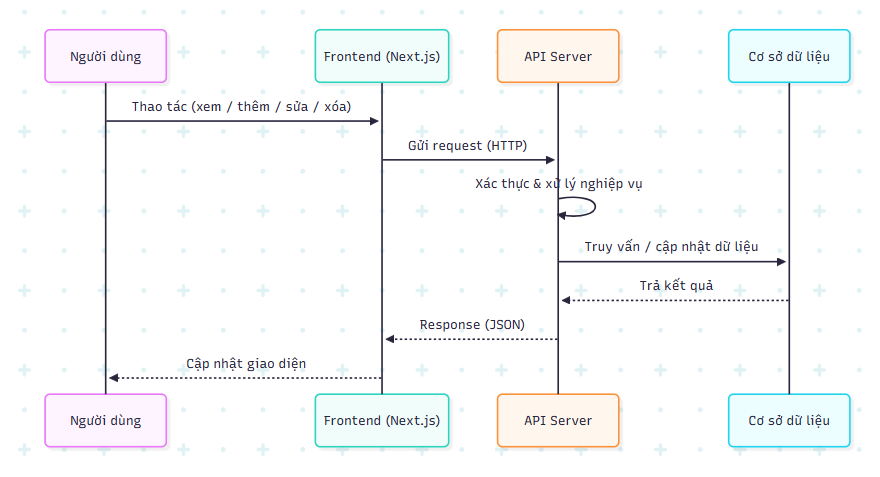 Người dùng
Frontend (Next.js)
API Server
Cơ sở dữ liệu
Thao tác (xem / thêm / sửa / xóa)
Gửi request (HTTP)
Xác thực & xử lý nghiệp vụ
Truy vấn / cập nhật dữ liệu
Trả kết quả
Response (JSON)
Cập nhật giao diện
Người dùng
Frontend (Next.js)
API Server
Cơ sở dữ liệu